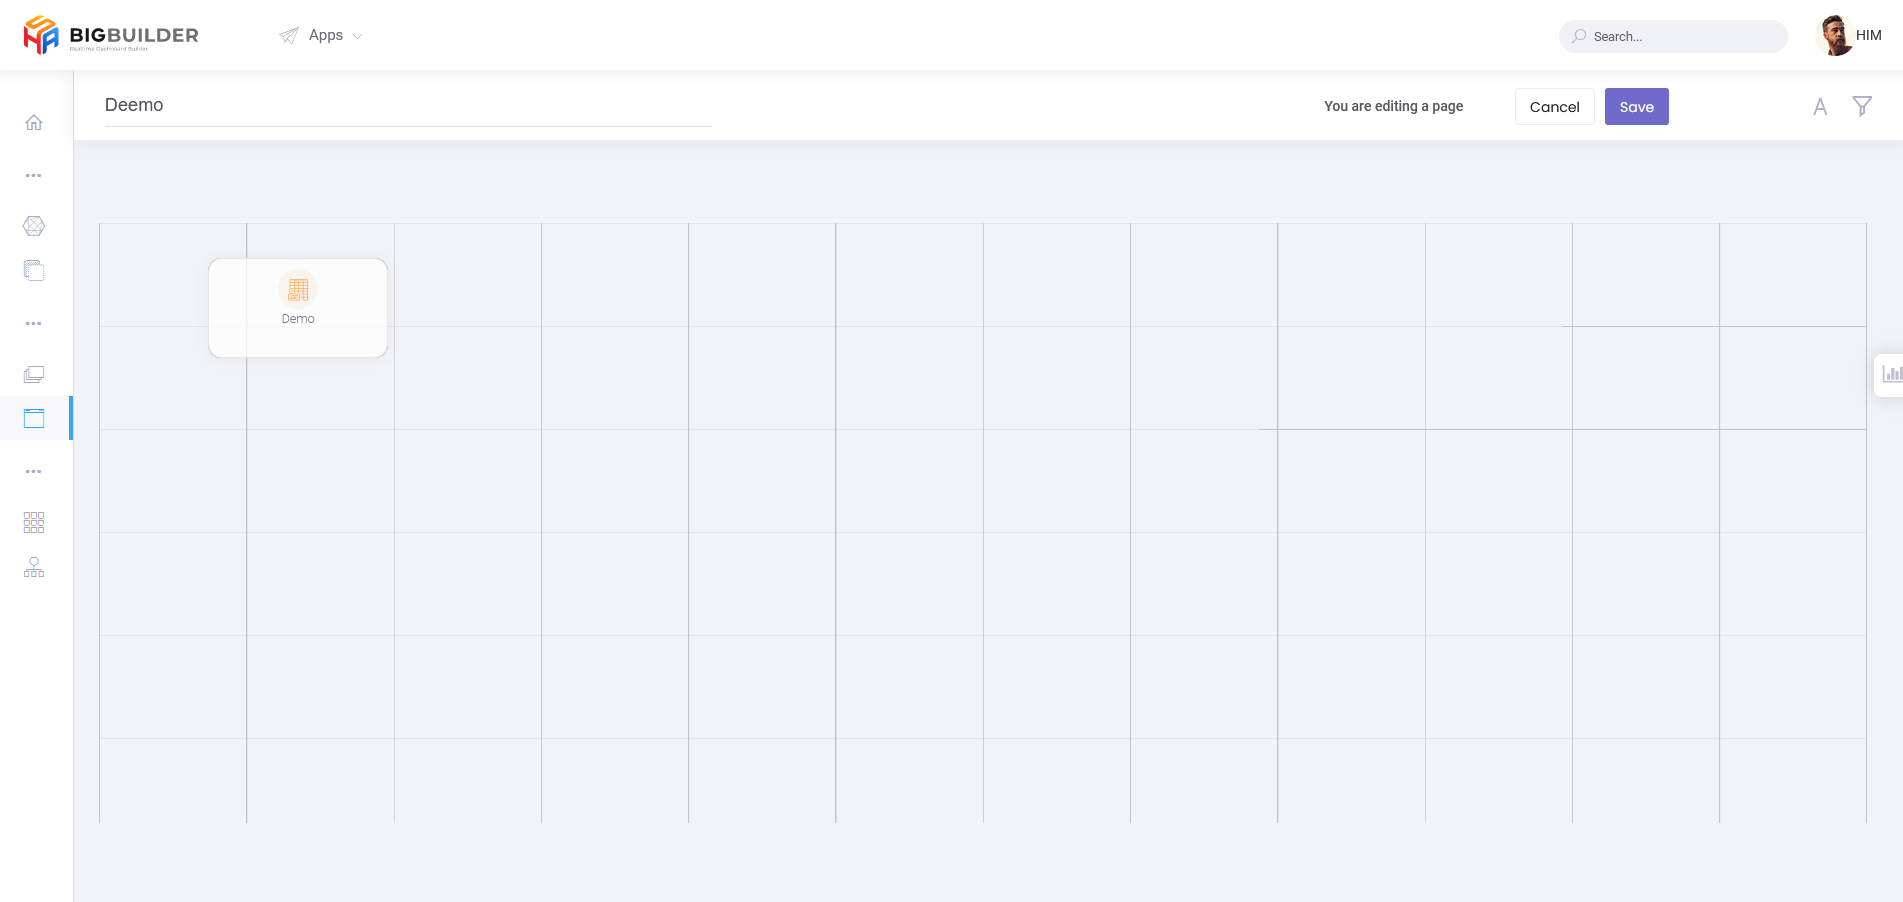 BIGBUILDER
Realtime Dashboard Builder
Apps
Search...
HIM
Deemo
You are editing a page
Cancel
Save
A
Demo